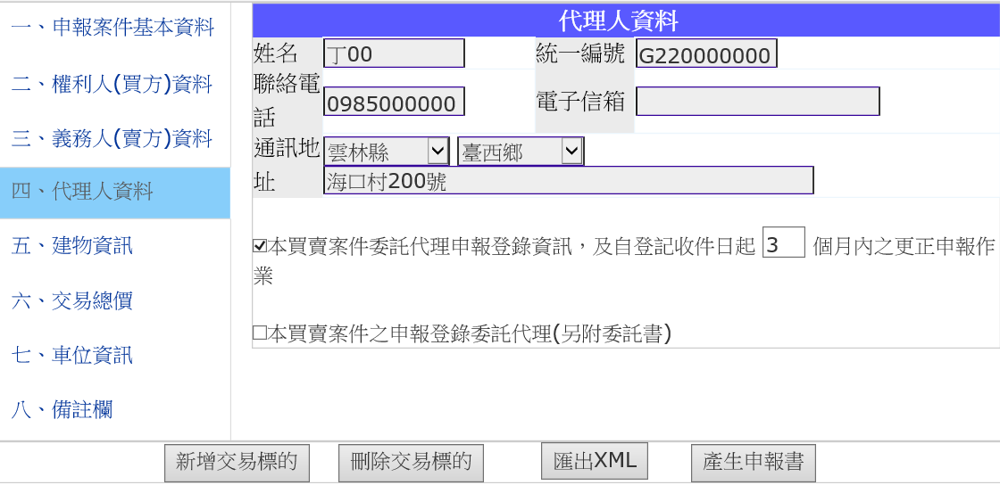 一、申報案件基本資料
二、權利人(買方)資料
三、義務人(賣方)資料
四、代理人資料
五、建物資訊
六、交易總價
七、車位資訊
八、備註欄
代理人資料
姓名 丁00 統一編號 G220000000
聯絡電
話 0985000000 電子信箱
通訊地 雲林縣 臺西鄉
址 海口村200號
本買賣案件委託代理申報登錄資訊，及自登記收件日起 3 個月內之更正申報作
業
本買賣案件之申報登錄委託代理(另附委託書)
新增交易標的 刪除交易標的 匯出XML 產生申報書